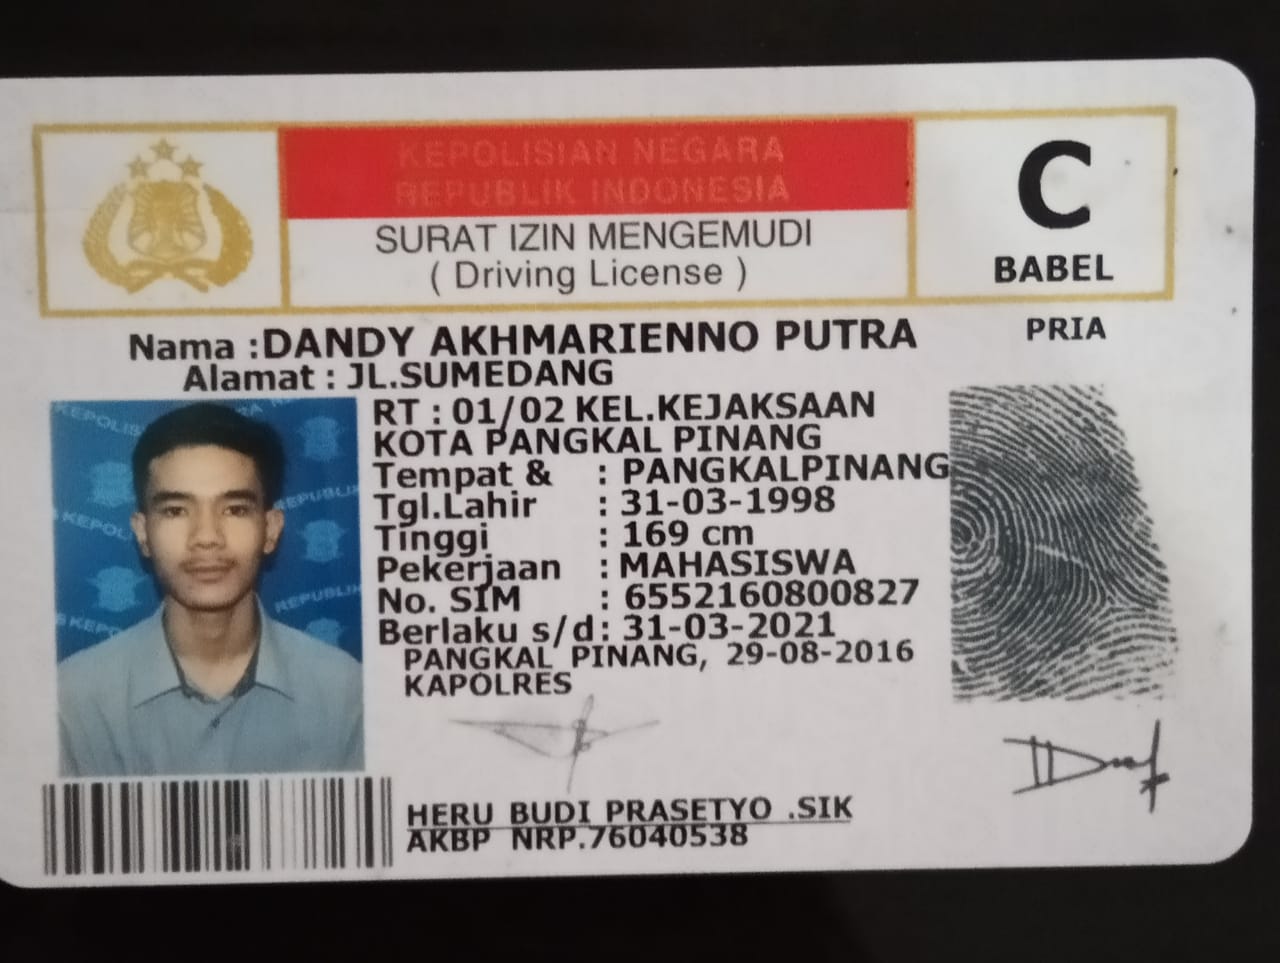 KEPOLISIAN NEGARA
REPUBLIK INDONESIA
SURAT IZIN MENGEMUDI
( Driving License )
C
BABEL
PRIA
Nama :DANDY AKHMARIENNO PUTRA
Alamat : JL.SUMEDANG
RT : 01/02 KEL.KEJAKSAAN
KOTA PANGKAL PINANG
Tempat & : PANGKALPINANG
Tgl.Lahir : 31-03-1998
Tinggi : 169 cm
Pekerjaan : MAHASISWA
No. SIM : 6552160800827
Berlaku s/d: 31-03-2021
PANGKAL PINANG, 29-08-2016
KAPOLRES
HERU BUDI PRASETYO .SIK
AKBP NRP.76040538